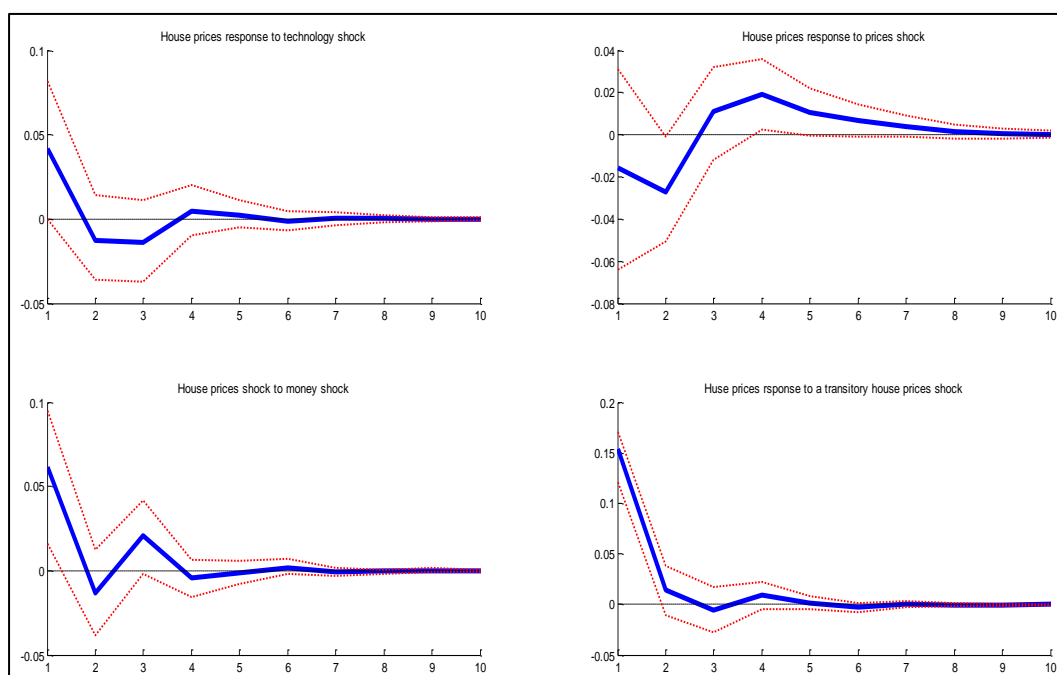 House prices response to technology shock
0.1
0.05
0
-0.05
1 2 3 4 5 6 7 8 9 10
House prices response to prices shock
0.04
0.02
0
-0.02
-0.04
-0.06
-0.08
1 2 3 4 5 6 7 8 9 10
House prices shock to money shock
0.1
0.05
0
-0.05
1 2 3 4 5 6 7 8 9 10
Huse prices rsponse to a transitory house prices shock
0.2
0.15
0.1
0.05
0
-0.05
1 2 3 4 5 6 7 8 9 10